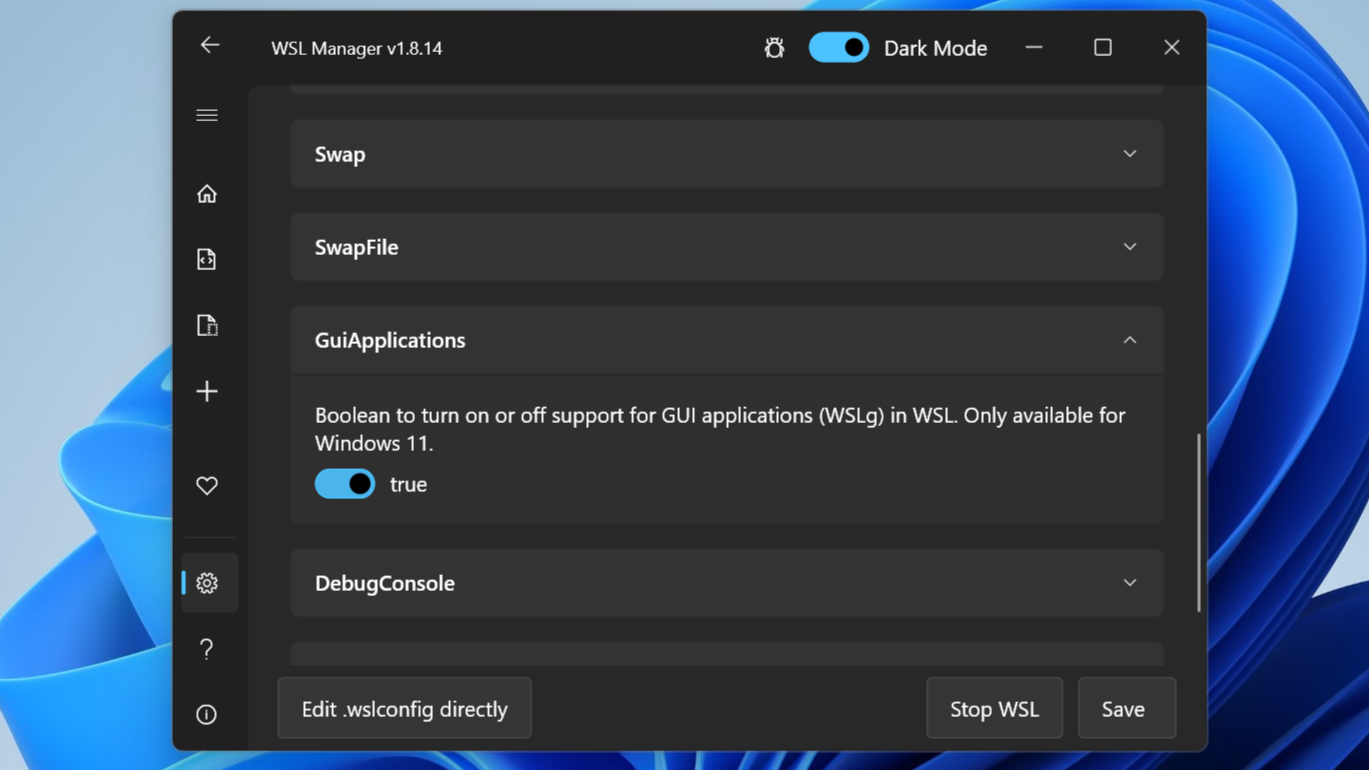 WSL Manager v1.8.14
Dark Mode
Swap
SwapFile
GuiApplications
Boolean to turn on or off support for GUI applications (WSLg) in WSL. Only available for
Windows 11.
true
DebugConsole
Edit .wslconfig directly
Stop WSL
Save